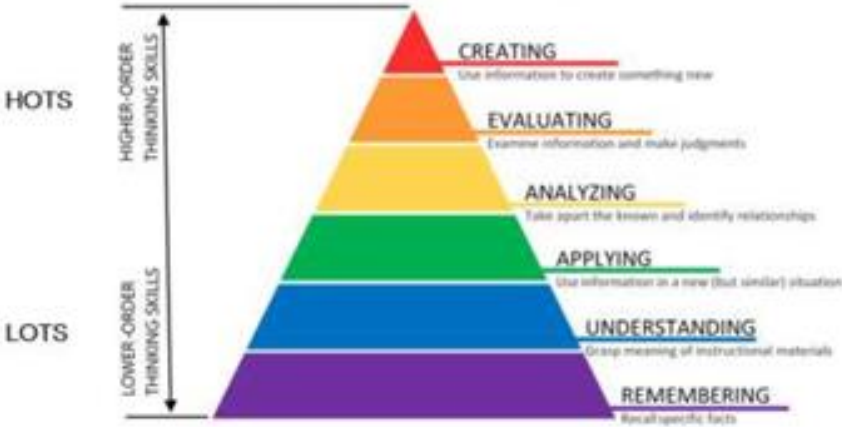 HOTS
HIGHER-ORDER
THINKING SKILLS
CREATING
Use information to create something new
EVALUATING
Examine information and make judgments
ANALYZING
Take apart the known and identify relationships
APPLYING
Use information in a new (but similar) situation
LOTS
LOWER-ORDER
THINKING SKILLS
UNDERSTANDING
Grasp meaning of instructional materials
REMEMBERING
Recall specific facts